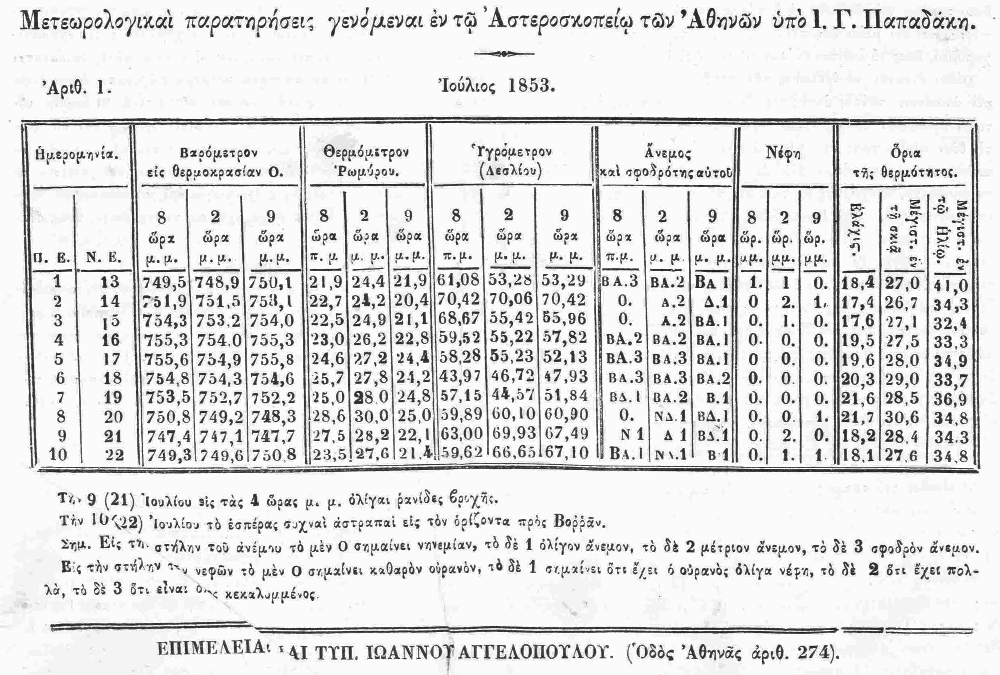 Μετεωρολογικαὶ παρατηρήσεις γενόμεναι ἐν τῷ Ἀστεροσκοπείῳ τῶν Ἀθηνῶν ὑπὸ Ι. Γ. Παπαδάκη.
Ἀριθ. 1. Ἰούλιος 1853.
Ἡμερομηνία. Βαρόμετρον Θερμόμετρον Ὑγρόμετρον Ἄνεμος Νέφη Ὅρια
εἰς θερμοκρασίαν Ο. Ῥωμύρου. (Λεσλίου) καὶ σφοδρότης αὐτοῦ τῆς θερμότητος.
8 2 9 8 2 9 8 2 9 8 2 9 8 2 9 Ἐλάχις. Μέγιστ. ἐν τῇ σκιᾷ Μέγιστ. ἐν τῷ Ἡλίῳ.
ὥρα ὥρα ὥρα ὥρα ὥρα ὥρα ὥρα ὥρα ὥρα ὥρα ὥρα ὥρα ὥρ. ὥρ. ὥρ.
Π. Ε. Ν. Ε. μ. μ. μ. μ. μ. μ. π. μ μ. μ. μ. μ. π. μ. μ. μ. μ. μ. π.μ. μ. μ μ. μ. μμ. μμ. μμ.
1 13 749,5 748,9 750,1 21,9 24,4 21,9 61,08 53,28 53,29 ΒΑ.3 ΒΑ.2 ΒΑ 1 1. 1 0. 18,4 27,0 41,0
2 14 751,9 751,5 753,1 22,7 24,2 20,4 70,42 70,06 70,42 0. Α.2 Δ.1 0 2. 1. 17,4 26,7 34,3
3 15 754,3 753,2 754,0 22,5 24,9 21,1 68,67 55,42 55,96 0. Α.2 ΒΔ.1 0. 1. 0. 17,6 27,1 32,4
4 16 755,3 754.0 755,3 23,0 26,2 22,8 59,52 55,22 57,82 ΒΑ.2 ΒΑ.2 ΒΑ.1 0. 0. 0. 19,5 27,5 33,3
5 17 755,6 754,9 755,8 24,6 27,2 24,4 58,28 55,23 52,13 ΒΑ.3 ΒΑ.3 ΒΑ.1 0 0. 0. 19,6 28,0 34,9
6 18 754,8 754,3 754,6 25,7 27,8 24,2 43,97 46,72 47,93 ΒΑ.3 ΒΑ.3 ΒΑ.2 0. 0. 0. 20,3 29,0 33,7
7 19 753,5 752,7 752,2 25,0 28.0 24,8 57,15 44,57 51,84 ΒΔ.1 ΒΑ.2 Β.1 0. 0. 0. 21,6 28,5 36,9
8 20 750,8 749,2 748,3 28,6 30,0 25,0 59,89 60,10 60,90 0. ΝΔ.1 ΒΔ.1 0. 0. 1. 21,7 30,6 34,8
9 21 747,4 747,1 747,7 27,5 28,2 22,1 63,00 69,93 67,49 Ν 1 Δ 1 ΒΔ.1 0. 2. 0. 18,2 28,4 34.3
10 22 749,3 749,6 750,8 23,5 27,6 21.4 59,62 66,65 67,10 ΒΑ.1 Β 1 0. 1. 1. 18,1 27,6 34,8
Τὴν 9 (21) Ἰουλίου εἰς τὰς 4 ὥρας μ. μ. ὀλίγαι ῥανίδες βροχῆς.
Τὴν 10 (22) Ἰουλίου τὸ ἑσπέρας συχναὶ ἀστραπαὶ εἰς τὸν ὁρίζοντα πρὸς Βοῤῥᾶν.
Σημ. Εἰς τὴν στήλην τοῦ ἀνέμου τὸ μὲν 0 σημαίνει νηνεμίαν, τὸ δὲ 1 ὀλίγον ἄνεμον, τὸ δὲ 2 μέτριον ἄνεμον, τὸ δὲ 3 σφοδρὸν ἄνεμον.
Εἰς τὴν στήλην τῶν νεφῶν τὸ μὲν 0 σημαίνει καθαρὸν οὐρανὸν, τὸ δὲ 1 σημαίνει ὅτι ἔχει ὁ οὐρανὸς ὀλίγα νέφη, τὸ δὲ 2 ὅτι ἔχει πολ-
λὰ, τὸ δὲ 3 ὅτι εἶναι ὅλος κεκαλυμμένος.
ΕΠΙΜΕΛΕΙΑι ΚΑΙ ΤΥΠ. ΙΩΑΝΝΟΥ ΑΓΓΕΛΟΠΟΥΛΟΥ. (Ὁδὸς Ἀθηνᾶς ἀριθ. 274).